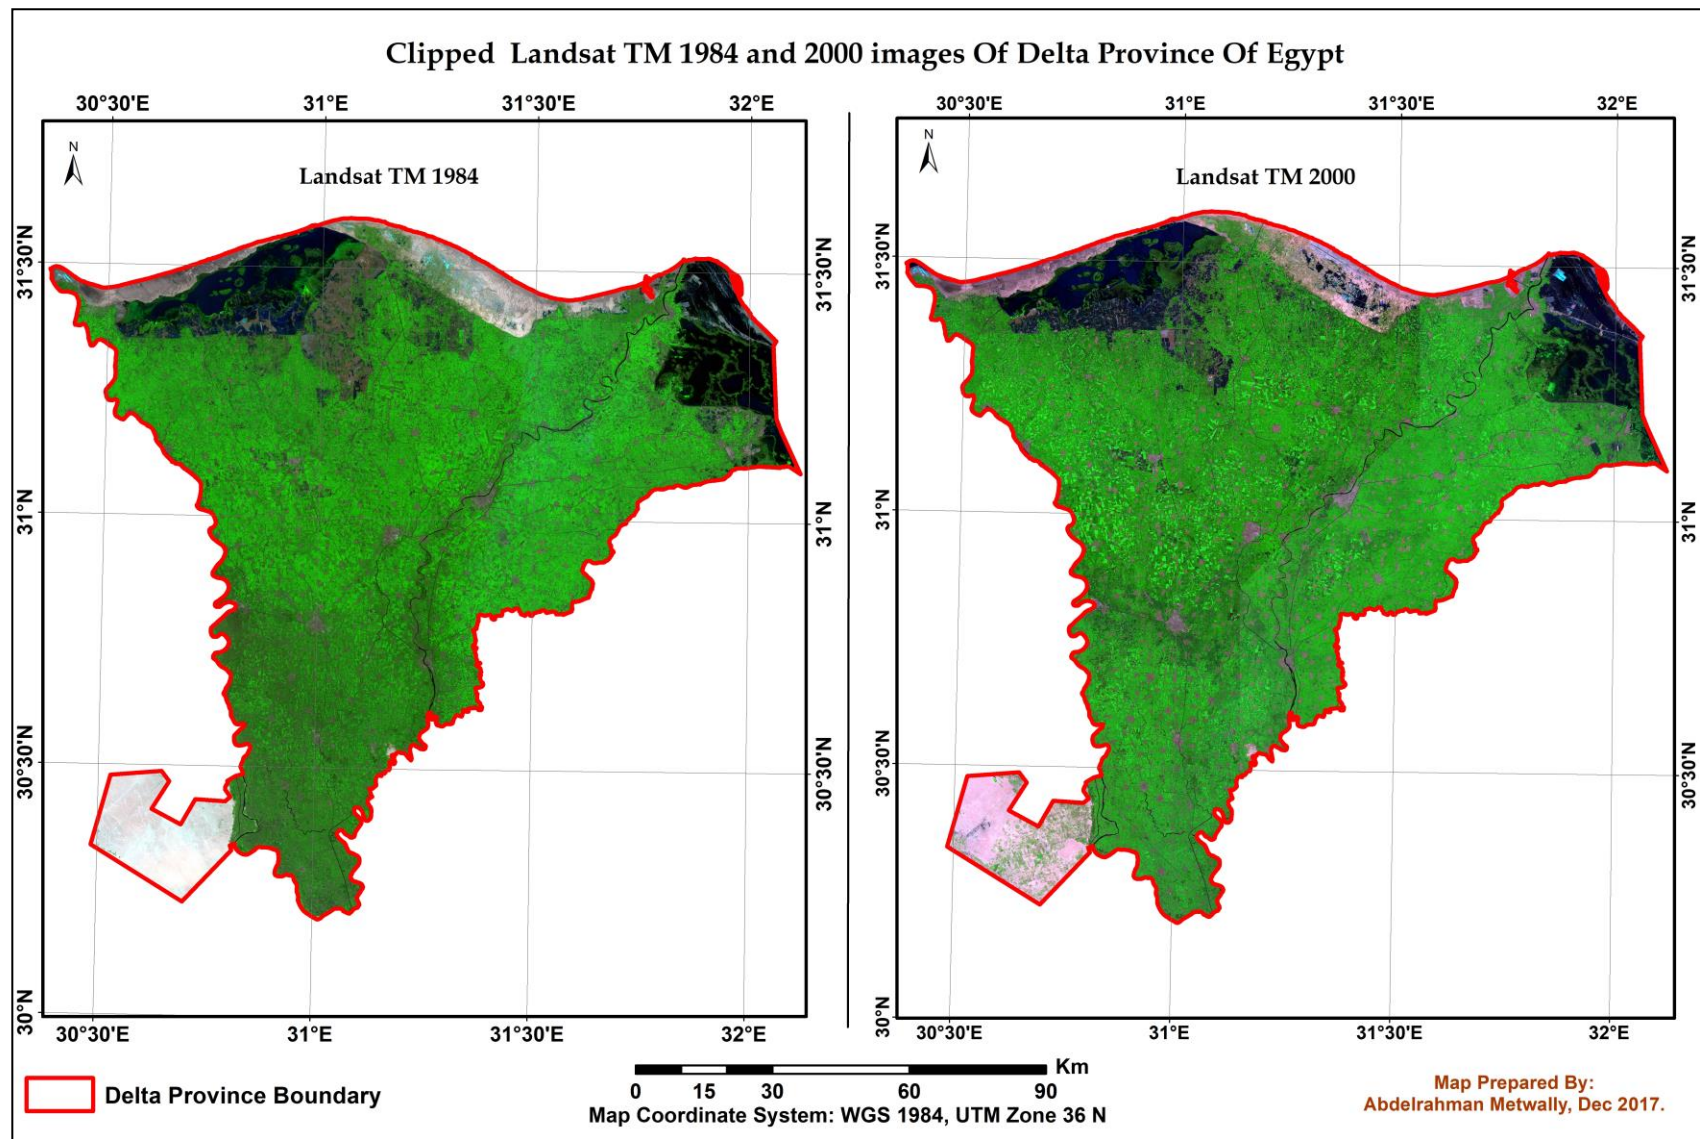 Clipped  Landsat TM 1984 and 2000 images Of Delta Province Of Egypt
30°30'E 31°E 31°30'E 32°E
30°30'E 31°E 31°30'E 32°E
N
Landsat TM 1984
N
Landsat TM 2000
31°30'N
31°30'N
31°30'N
31°30'N
31°N
31°N
31°N
31°N
30°30'N
30°30'N
30°30'N
30°30'N
30°N
30°N
30°30'E 31°E 31°30'E 32°E
30°30'E 31°E 31°30'E 32°E
Delta Province Boundary
Km
0 15 30 60 90
Map Coordinate System: WGS 1984, UTM Zone 36 N
Map Prepared By:
Abdelrahman Metwally, Dec 2017.